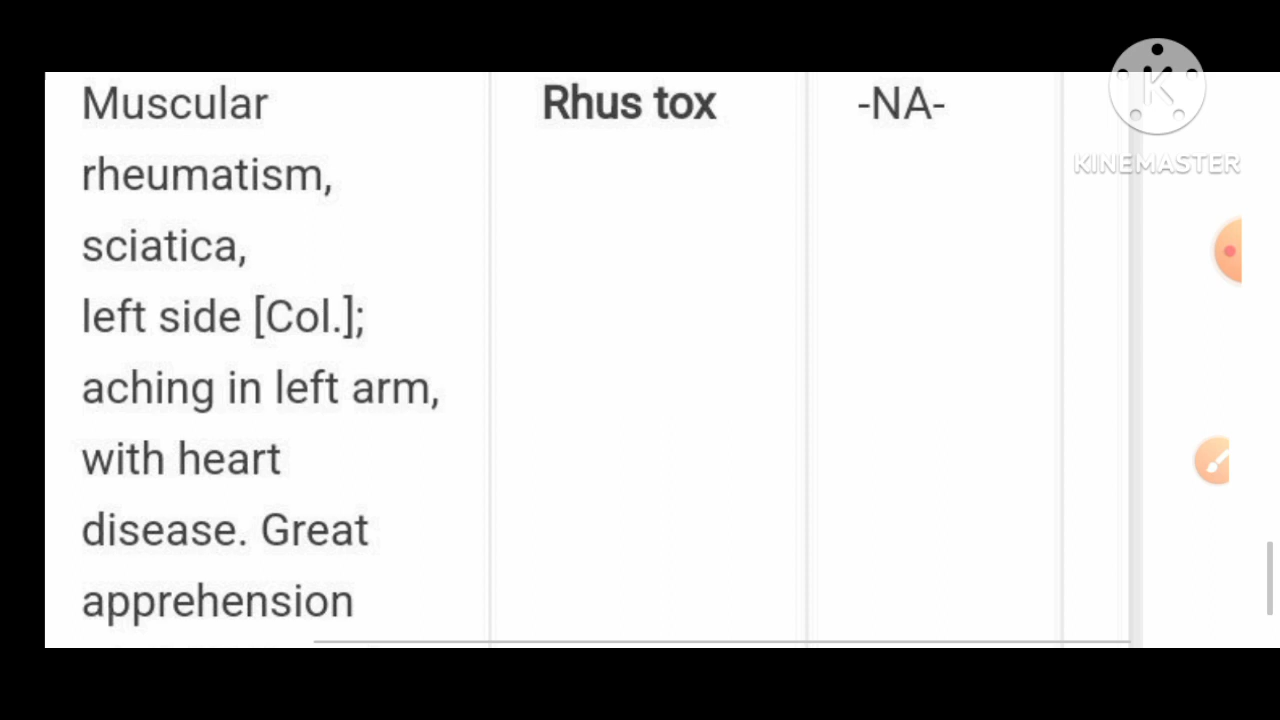 Muscular
rheumatism,
sciatica,
left side [Col.];
aching in left arm,
with heart
disease. Great
apprehension
Rhus tox
-NA-
K
KINEMASTER